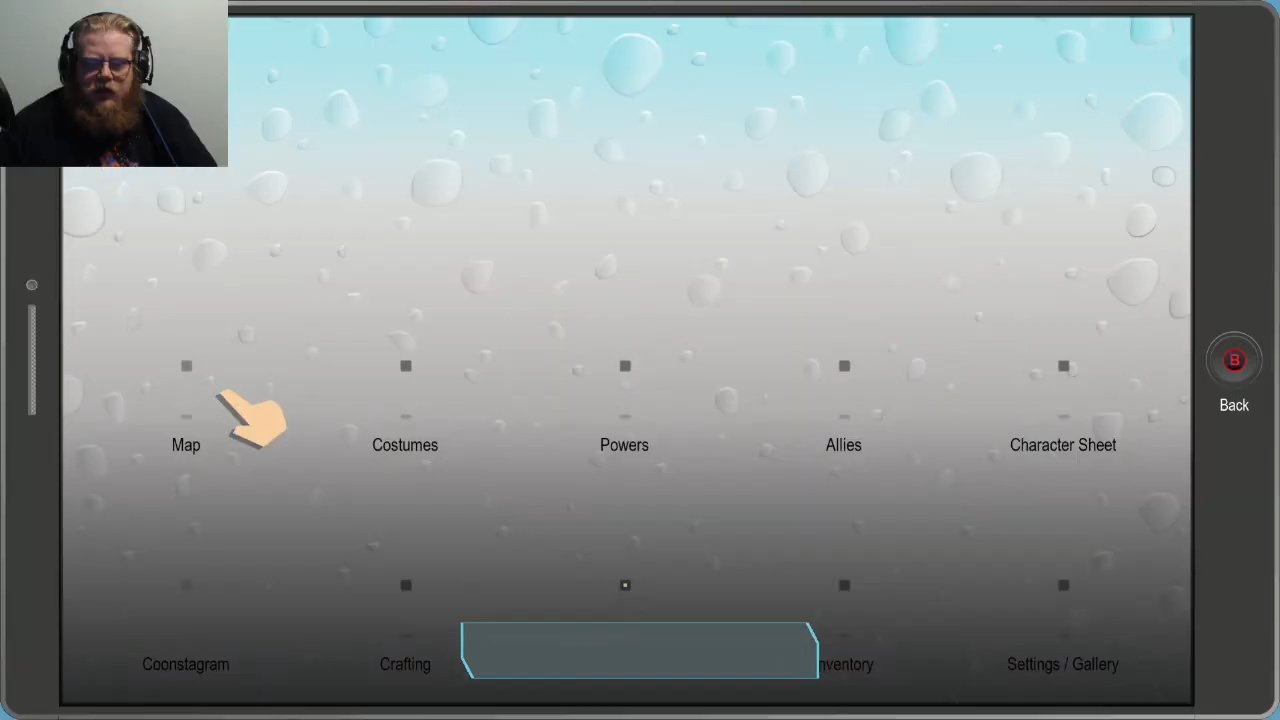 B
Back
Map Costumes Powers Allies Character Sheet
Coonstagram Crafting nventory Settings / Gallery